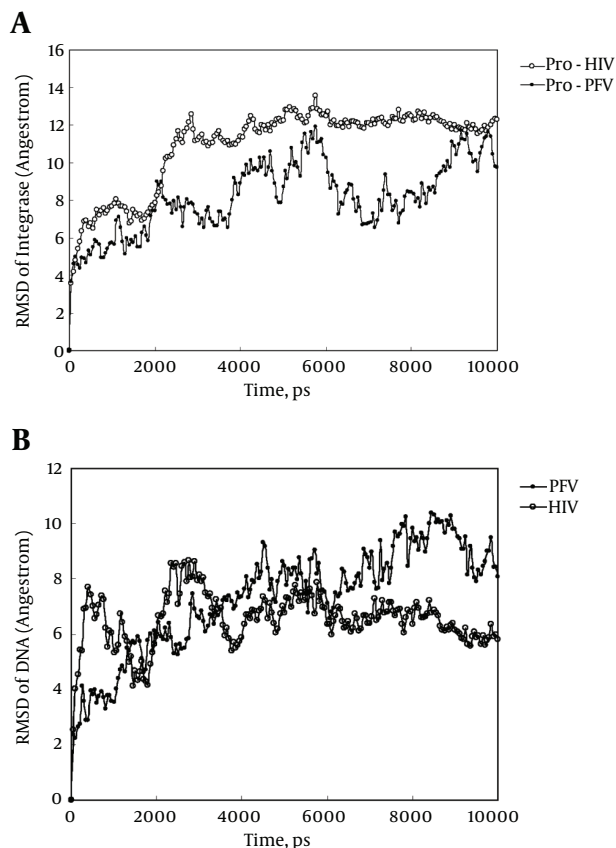 A
RMSD of Integrase (Angestrom)
16
14
12
10
8
6
4
2
0
0 2000 4000 6000 8000 10000
Time, ps
Pro - HIV
Pro - PFV
B
RMSD of DNA (Angestrom)
12
10
8
6
4
2
0
0 2000 4000 6000 8000 10000
Time, ps
PFV
HIV